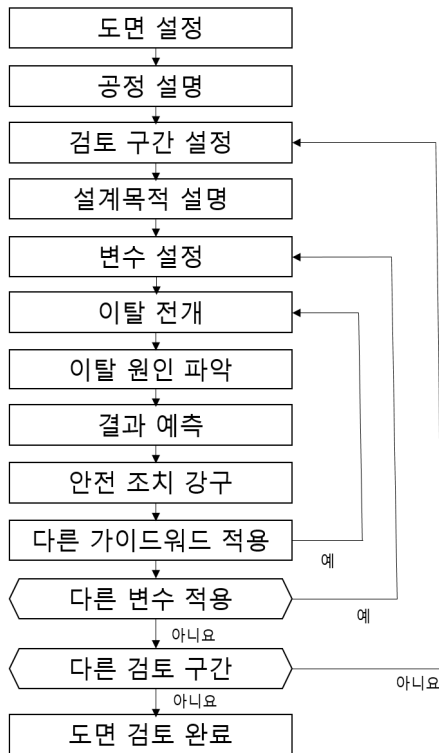 도면 설정
공정 설명
검토 구간 설정
설계목적 설명
변수 설정
이탈 전개
이탈 원인 파악
결과 예측
안전 조치 강구
다른 가이드워드 적용
예
다른 변수 적용
예
아니요
다른 검토 구간
아니요
아니요
도면 검토 완료